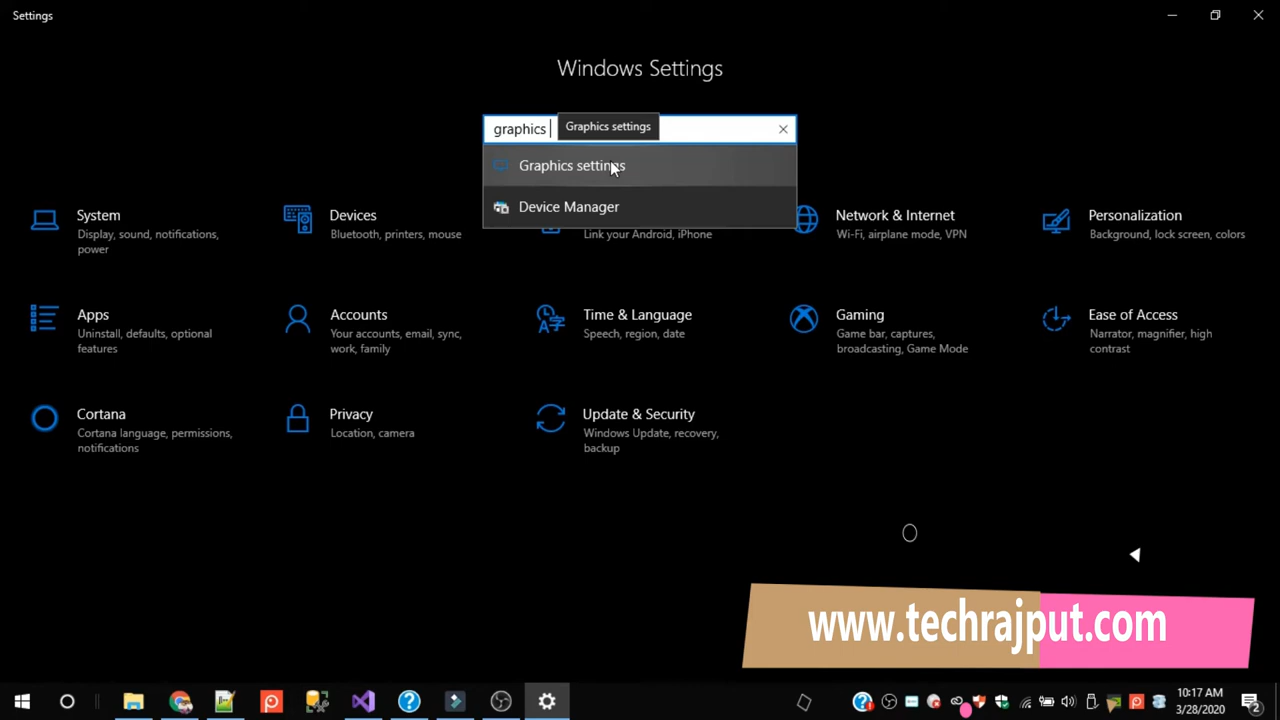 Settings
Windows Settings
graphics
Graphics settings
Graphics settings
Device Manager
System
Display, sound, notifications,
power
Devices
Bluetooth, printers, mouse
Link your Android, iPhone
Network & Internet
Wi-Fi, airplane mode, VPN
Personalization
Background, lock screen, colors
Apps
Uninstall, defaults, optional
features
Accounts
Your accounts, email, sync,
work, family
Time & Language
Speech, region, date
Gaming
Game bar, captures,
broadcasting, Game Mode
Ease of Access
Narrator, magnifier, high
contrast
Cortana
Cortana language, permissions,
notifications
Privacy
Location, camera
Update & Security
Windows Update, recovery,
backup
www.techrajput.com
10:17 AM
3/28/2020
2